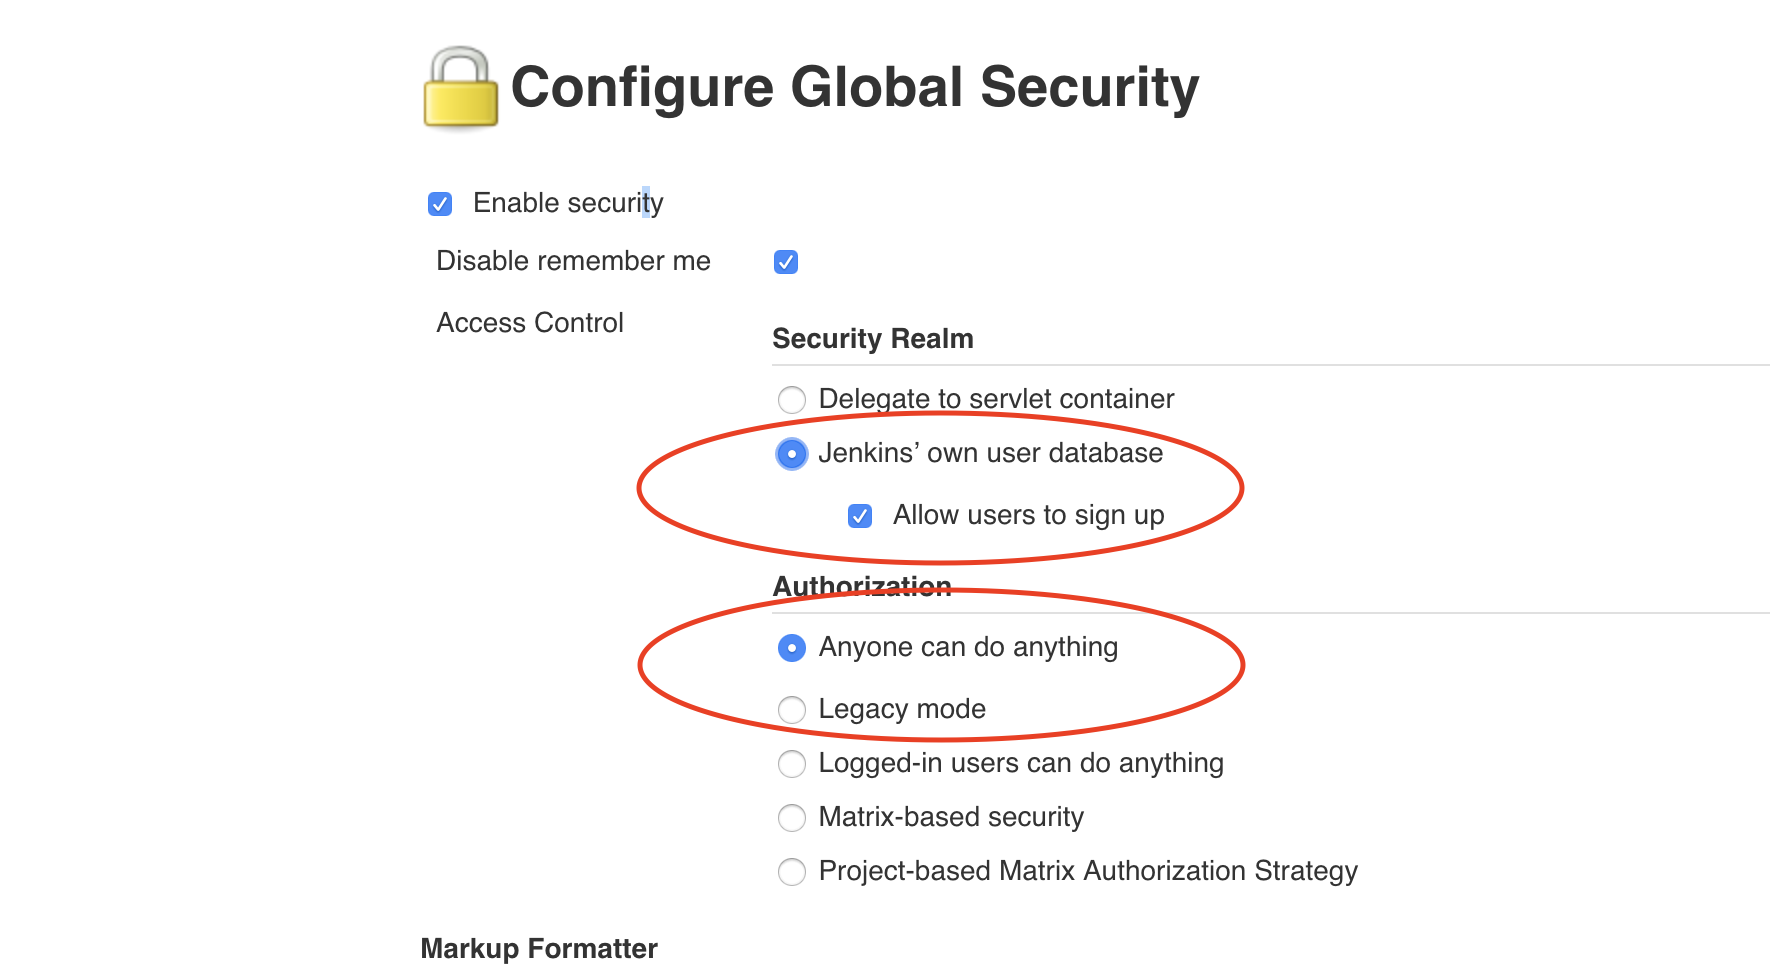 Configure Global Security
Enable security
Disable remember me
Access Control
Security Realm
Delegate to servlet container
Jenkins’ own user database
Allow users to sign up
Authorization
Anyone can do anything
Legacy mode
Logged-in users can do anything
Matrix-based security
Project-based Matrix Authorization Strategy
Markup Formatter